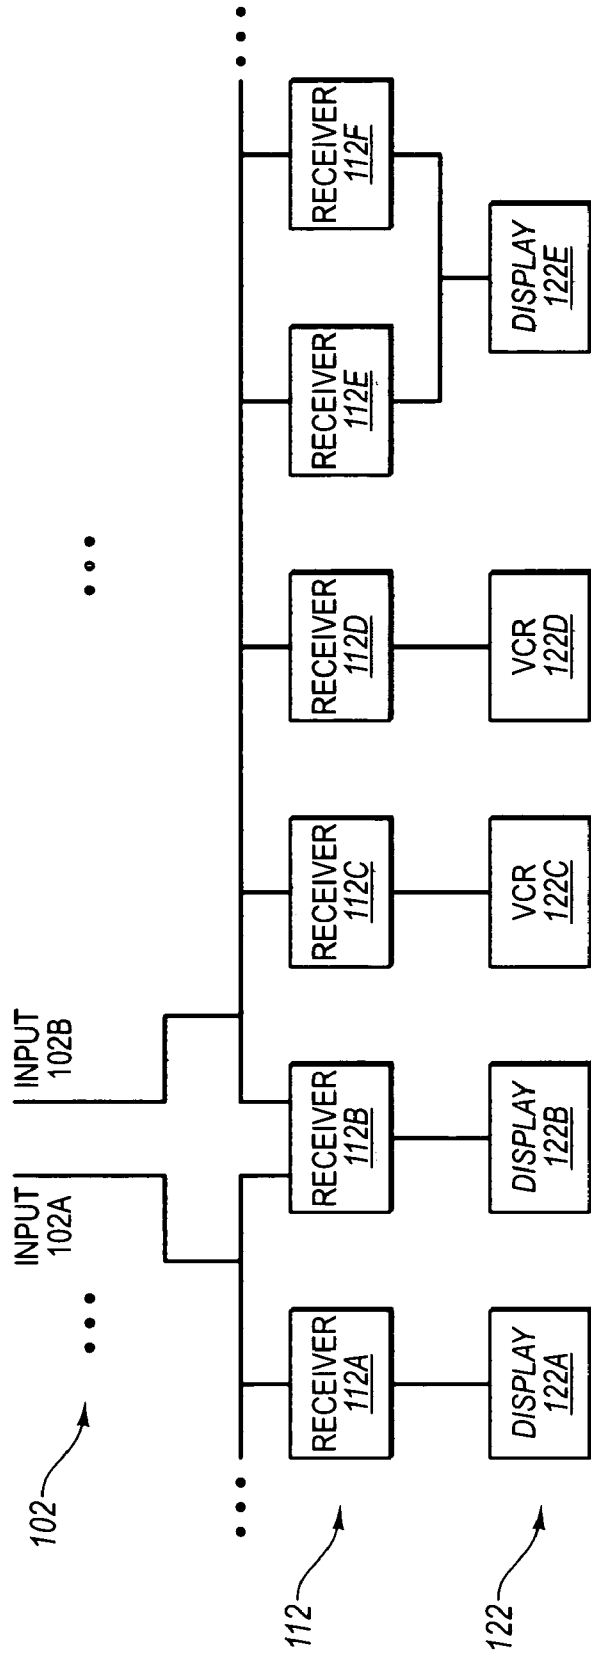 102
INPUT
102A
INPUT
102B
112
RECEIVER
112A
RECEIVER
112B
RECEIVER
112C
RECEIVER
112D
RECEIVER
112E
RECEIVER
112F
122
DISPLAY
122A
DISPLAY
122B
VCR
122C
VCR
122D
DISPLAY
122E